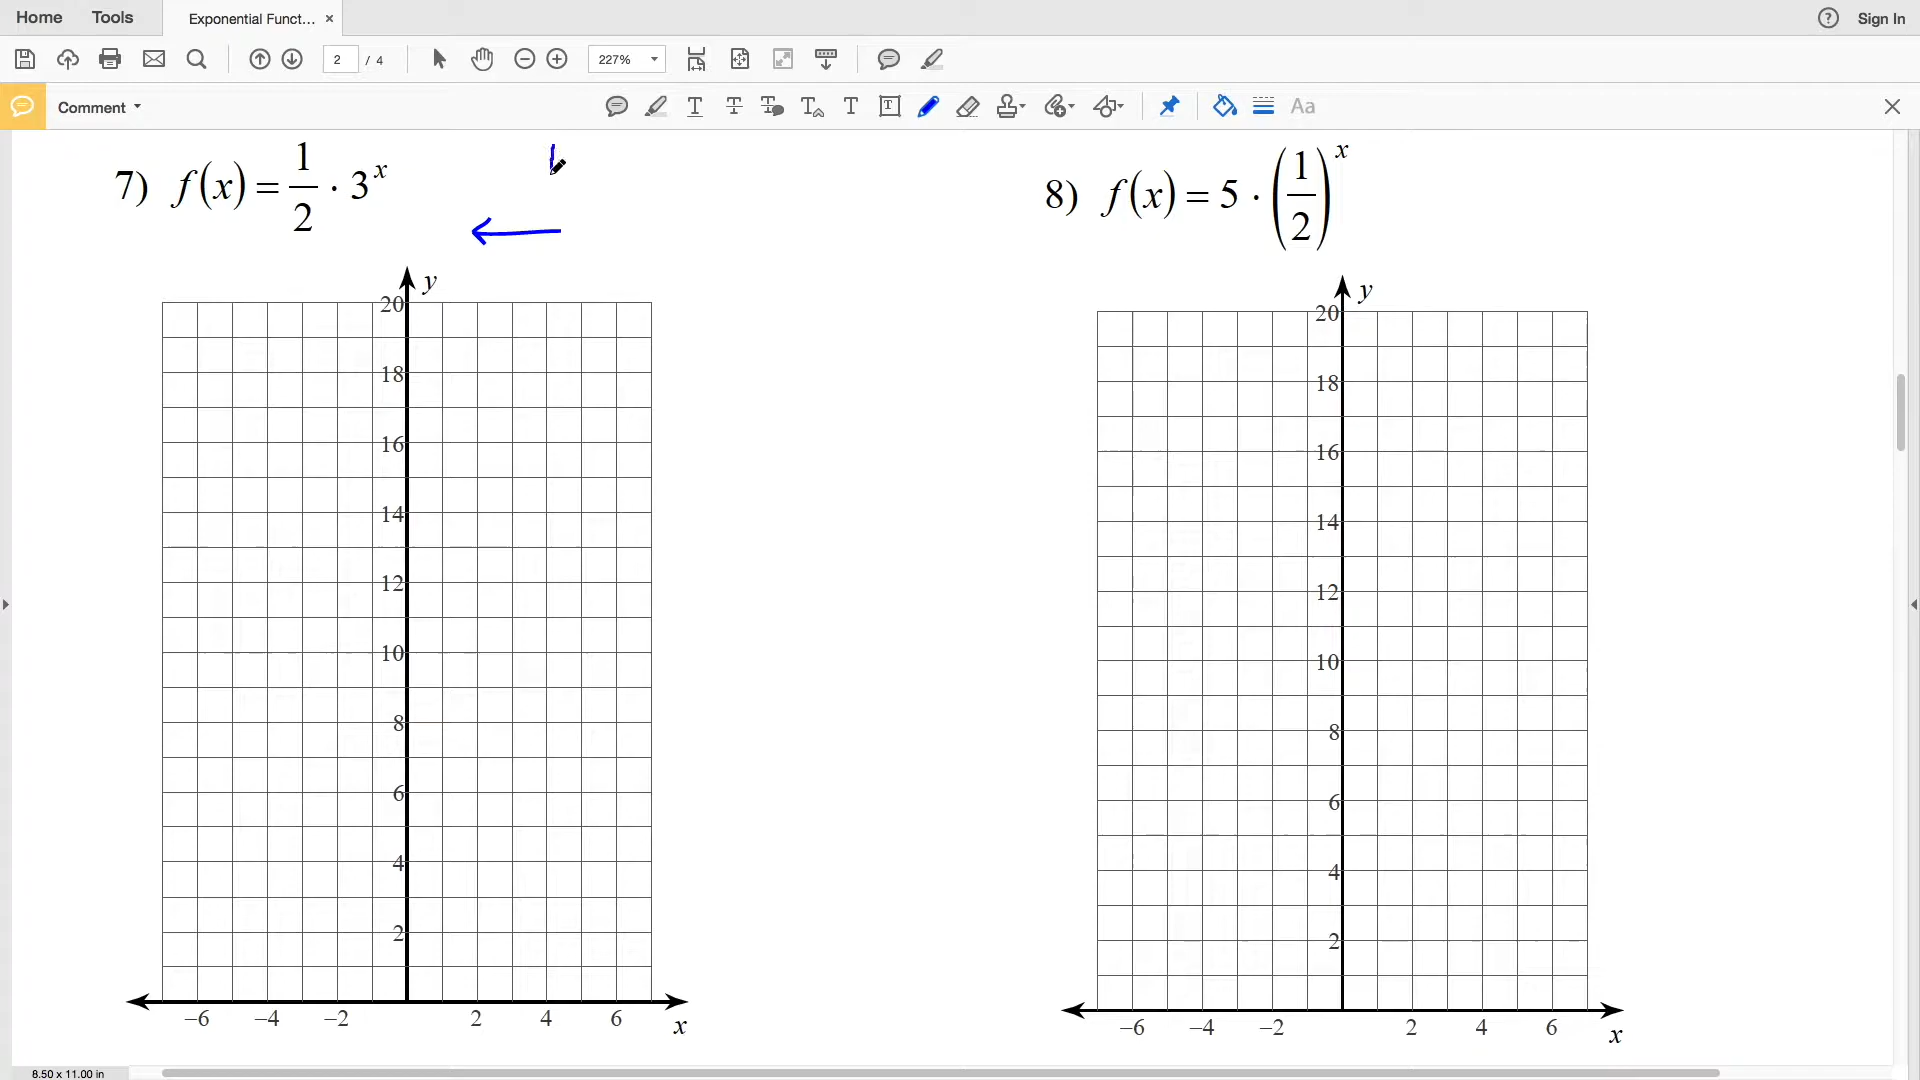 Home Tools Exponential Funct... × ? Sign In
2 / 4 227%
Comment T T T T T T Aa
7) f(x) = 1/2 · 3^x
8) f(x) = 5 · (1/2)^x
y
20
18
16
14
12
10
8
6
4
2
−6 −4 −2 2 4 6 x
y
20
18
16
14
12
10
8
6
4
2
−6 −4 −2 2 4 6 x
8.50 x 11.00 in